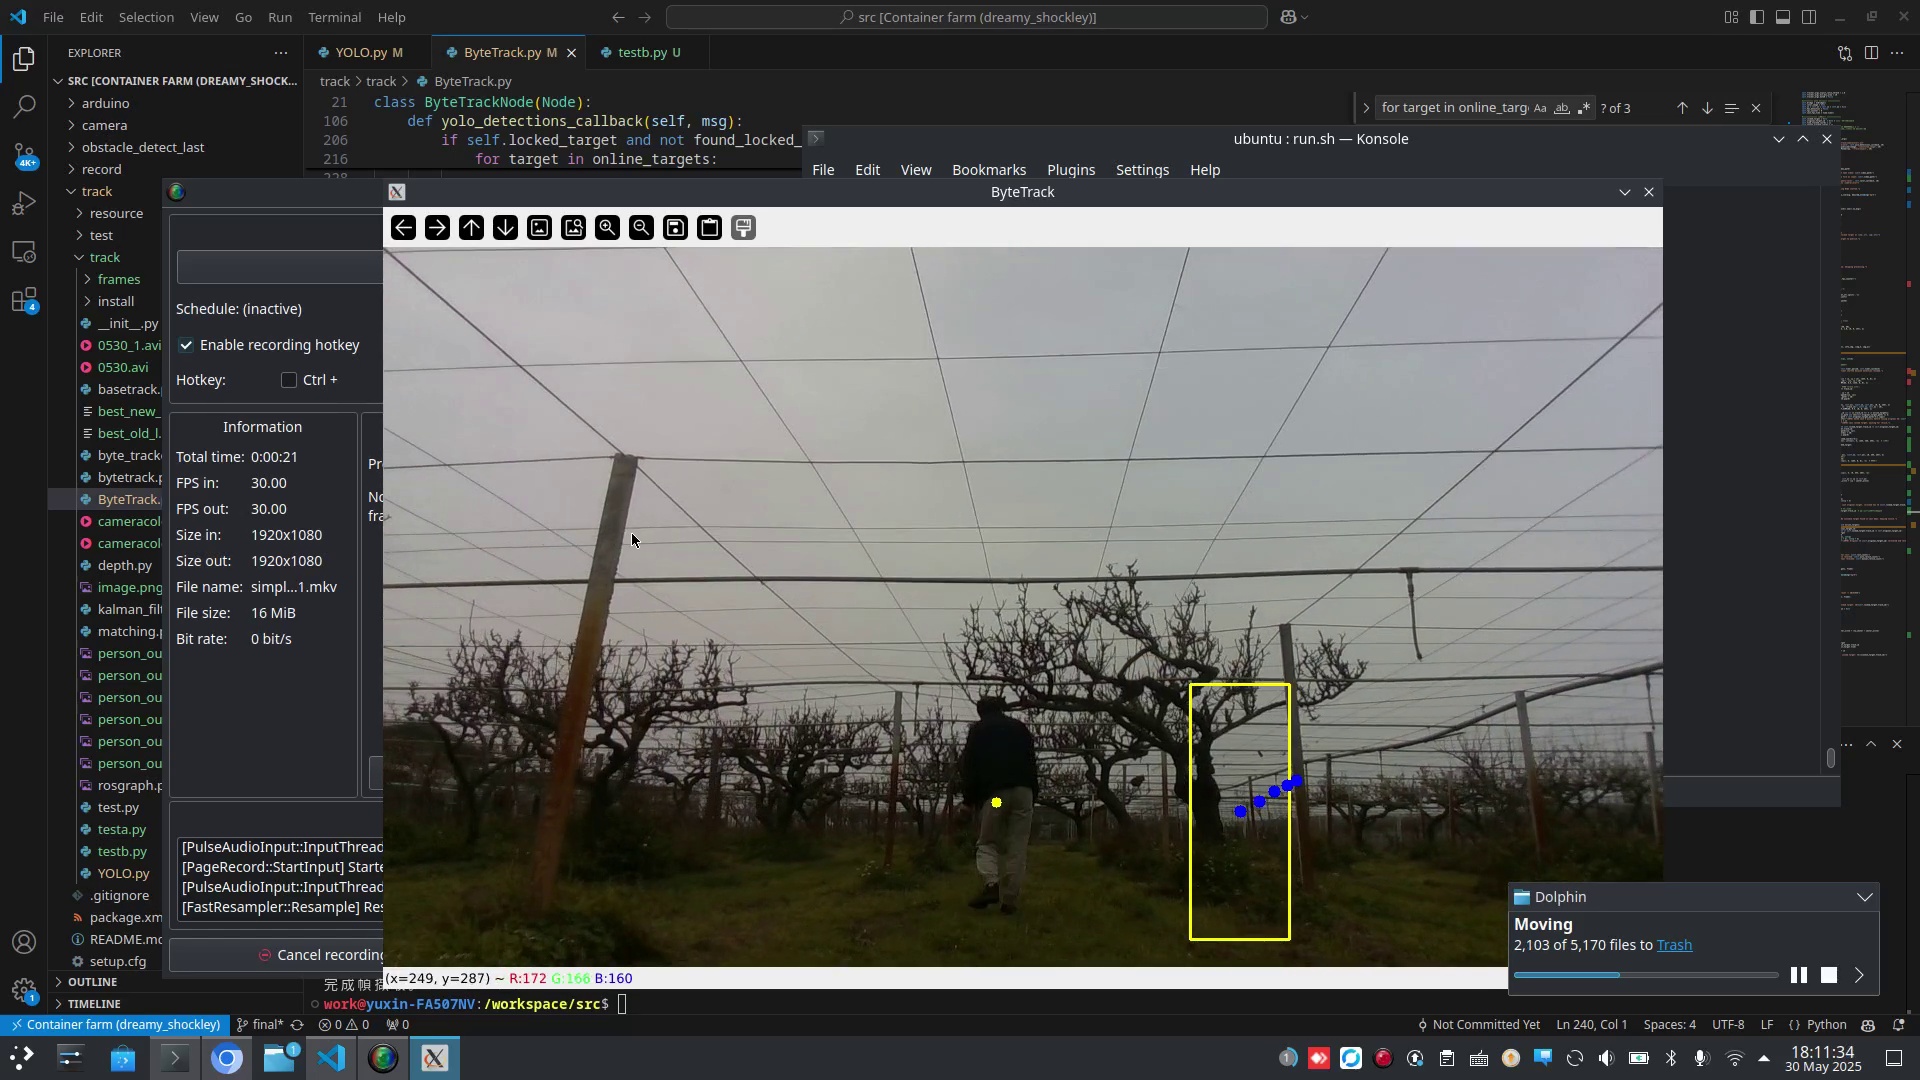 File Edit Selection View Go Run Terminal Help
src [Container farm (dreamy_shockley)]
EXPLORER
SRC [CONTAINER FARM (DREAMY_SHOCK...
arduino
camera
obstacle_detect_last
record
track
resource
test
track
frames
install
__init__.py
0530_1.avi
0530.avi
basetrack.
best_new_
best_old_l.
byte_track
bytetrack.p
ByteTrack.
cameracol
cameracol
depth.py
image.png
kalman_filt
matching.p
person_ou
person_ou
person_ou
person_ou
person_ou
person_ou
rosgraph.p
test.py
testa.py
testb.py
YOLO.py
.gitignore
package.xm
README.md
setup.cfg
OUTLINE
TIMELINE
YOLO.py M
ByteTrack.py M
testb.py U
track > track > ByteTrack.py
21 class ByteTrackNode(Node):
106 def yolo_detections_callback(self, msg):
206 if self.locked_target and not found_locked_
216 for target in online_targets:
for target in online_targ
Aa ab
? of 3
ubuntu : run.sh — Konsole
File Edit View Bookmarks Plugins Settings Help
ByteTrack
Schedule: (inactive)
Enable recording hotkey
Hotkey: Ctrl +
Information
Total time: 0:00:21
FPS in: 30.00
FPS out: 30.00
Size in: 1920x1080
Size out: 1920x1080
File name: simpl...1.mkv
File size: 16 MiB
Bit rate: 0 bit/s
[PulseAudioInput::InputThread
[PageRecord::StartInput] Starte
[PulseAudioInput::InputThread
[FastResampler::Resample] Res
Cancel recording
(x=249, y=287) ~ R:172 G:166 B:160
work@yuxin-FA507NV:/workspace/src$
Dolphin
Moving
2,103 of 5,170 files to Trash
Container farm (dreamy_shockley) final* 0 0 0
Not Committed Yet Ln 240, Col 1 Spaces: 4 UTF-8 LF {} Python
18:11:34
30 May 2025
4K+
4
1
1
1